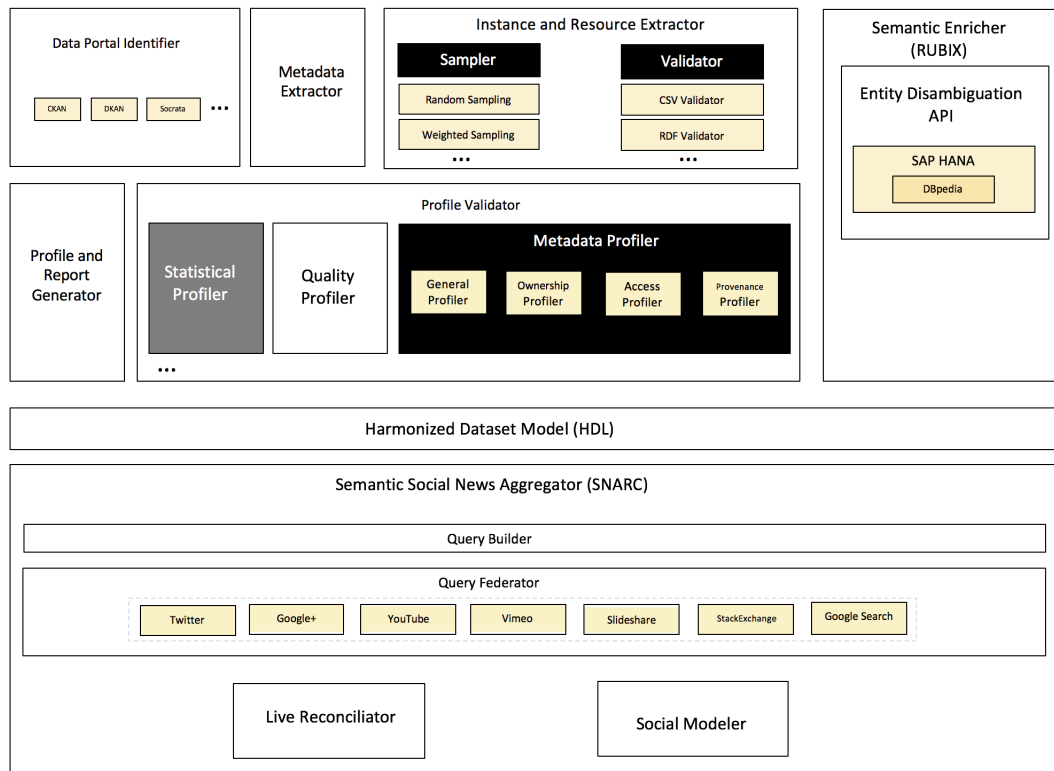 Data Portal Identifier
CKAN
DKAN
Socrata
...
Metadata
Extractor
Instance and Resource Extractor
Sampler
Random Sampling
Weighted Sampling
...
Validator
CSV Validator
RDF Validator
...
Semantic Enricher
(RUBIX)
Entity Disambiguation
API
SAP HANA
DBpedia
Profile and
Report
Generator
Profile Validator
Statistical
Profiler
Quality
Profiler
Metadata Profiler
General
Profiler
Ownership
Profiler
Access
Profiler
Provenance
Profiler
...
Harmonized Dataset Model (HDL)
Semantic Social News Aggregator (SNARC)
Query Builder
Query Federator
Twitter
Google+
YouTube
Vimeo
Slideshare
StackExchange
Google Search
Live Reconciliator
Social Modeler